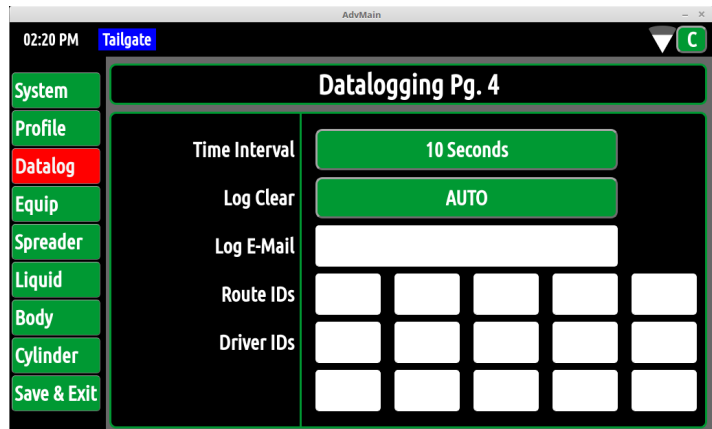 AdvMain
02:20 PM Tailgate C
Datalogging Pg. 4
System
Profile
Datalog
Equip
Spreader
Liquid
Body
Cylinder
Save & Exit
Time Interval 10 Seconds
Log Clear AUTO
Log E-Mail
Route IDs
Driver IDs